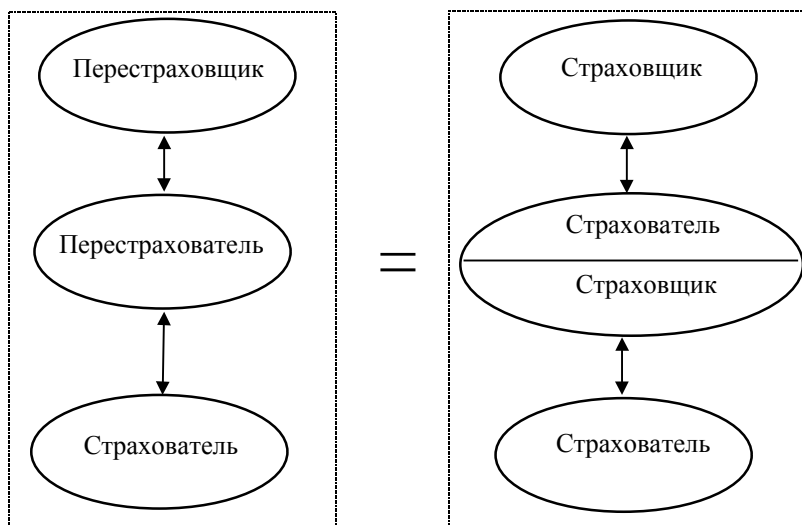 Перестраховщик
Перестрахователь
Страхователь
=
Страховщик
Страхователь
Страховщик
Страхователь